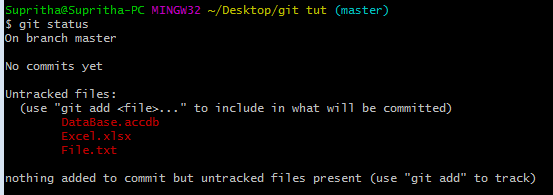 Supritha@Supritha-PC MINGW32 ~/Desktop/git tut (master)
$ git status
On branch master
No commits yet
Untracked files:
(use "git add <file>..." to include in what will be committed)
DataBase.accdb
Excel.xlsx
File.txt
nothing added to commit but untracked files present (use "git add" to track)